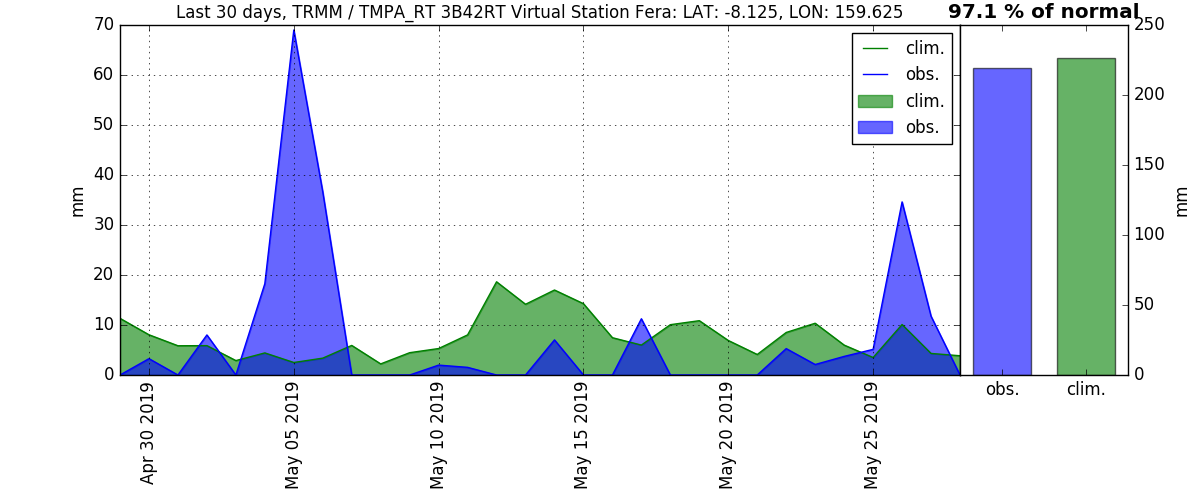 Last 30 days, TRMM / TMPA_RT 3B42RT Virtual Station Fera: LAT: -8.125, LON: 159.625
97.1 % of normal
70
60
50
40
30
20
10
0
mm
clim.
obs.
clim.
obs.
Apr 30 2019
May 05 2019
May 10 2019
May 15 2019
May 20 2019
May 25 2019
250
200
150
100
50
0
mm
obs.
clim.